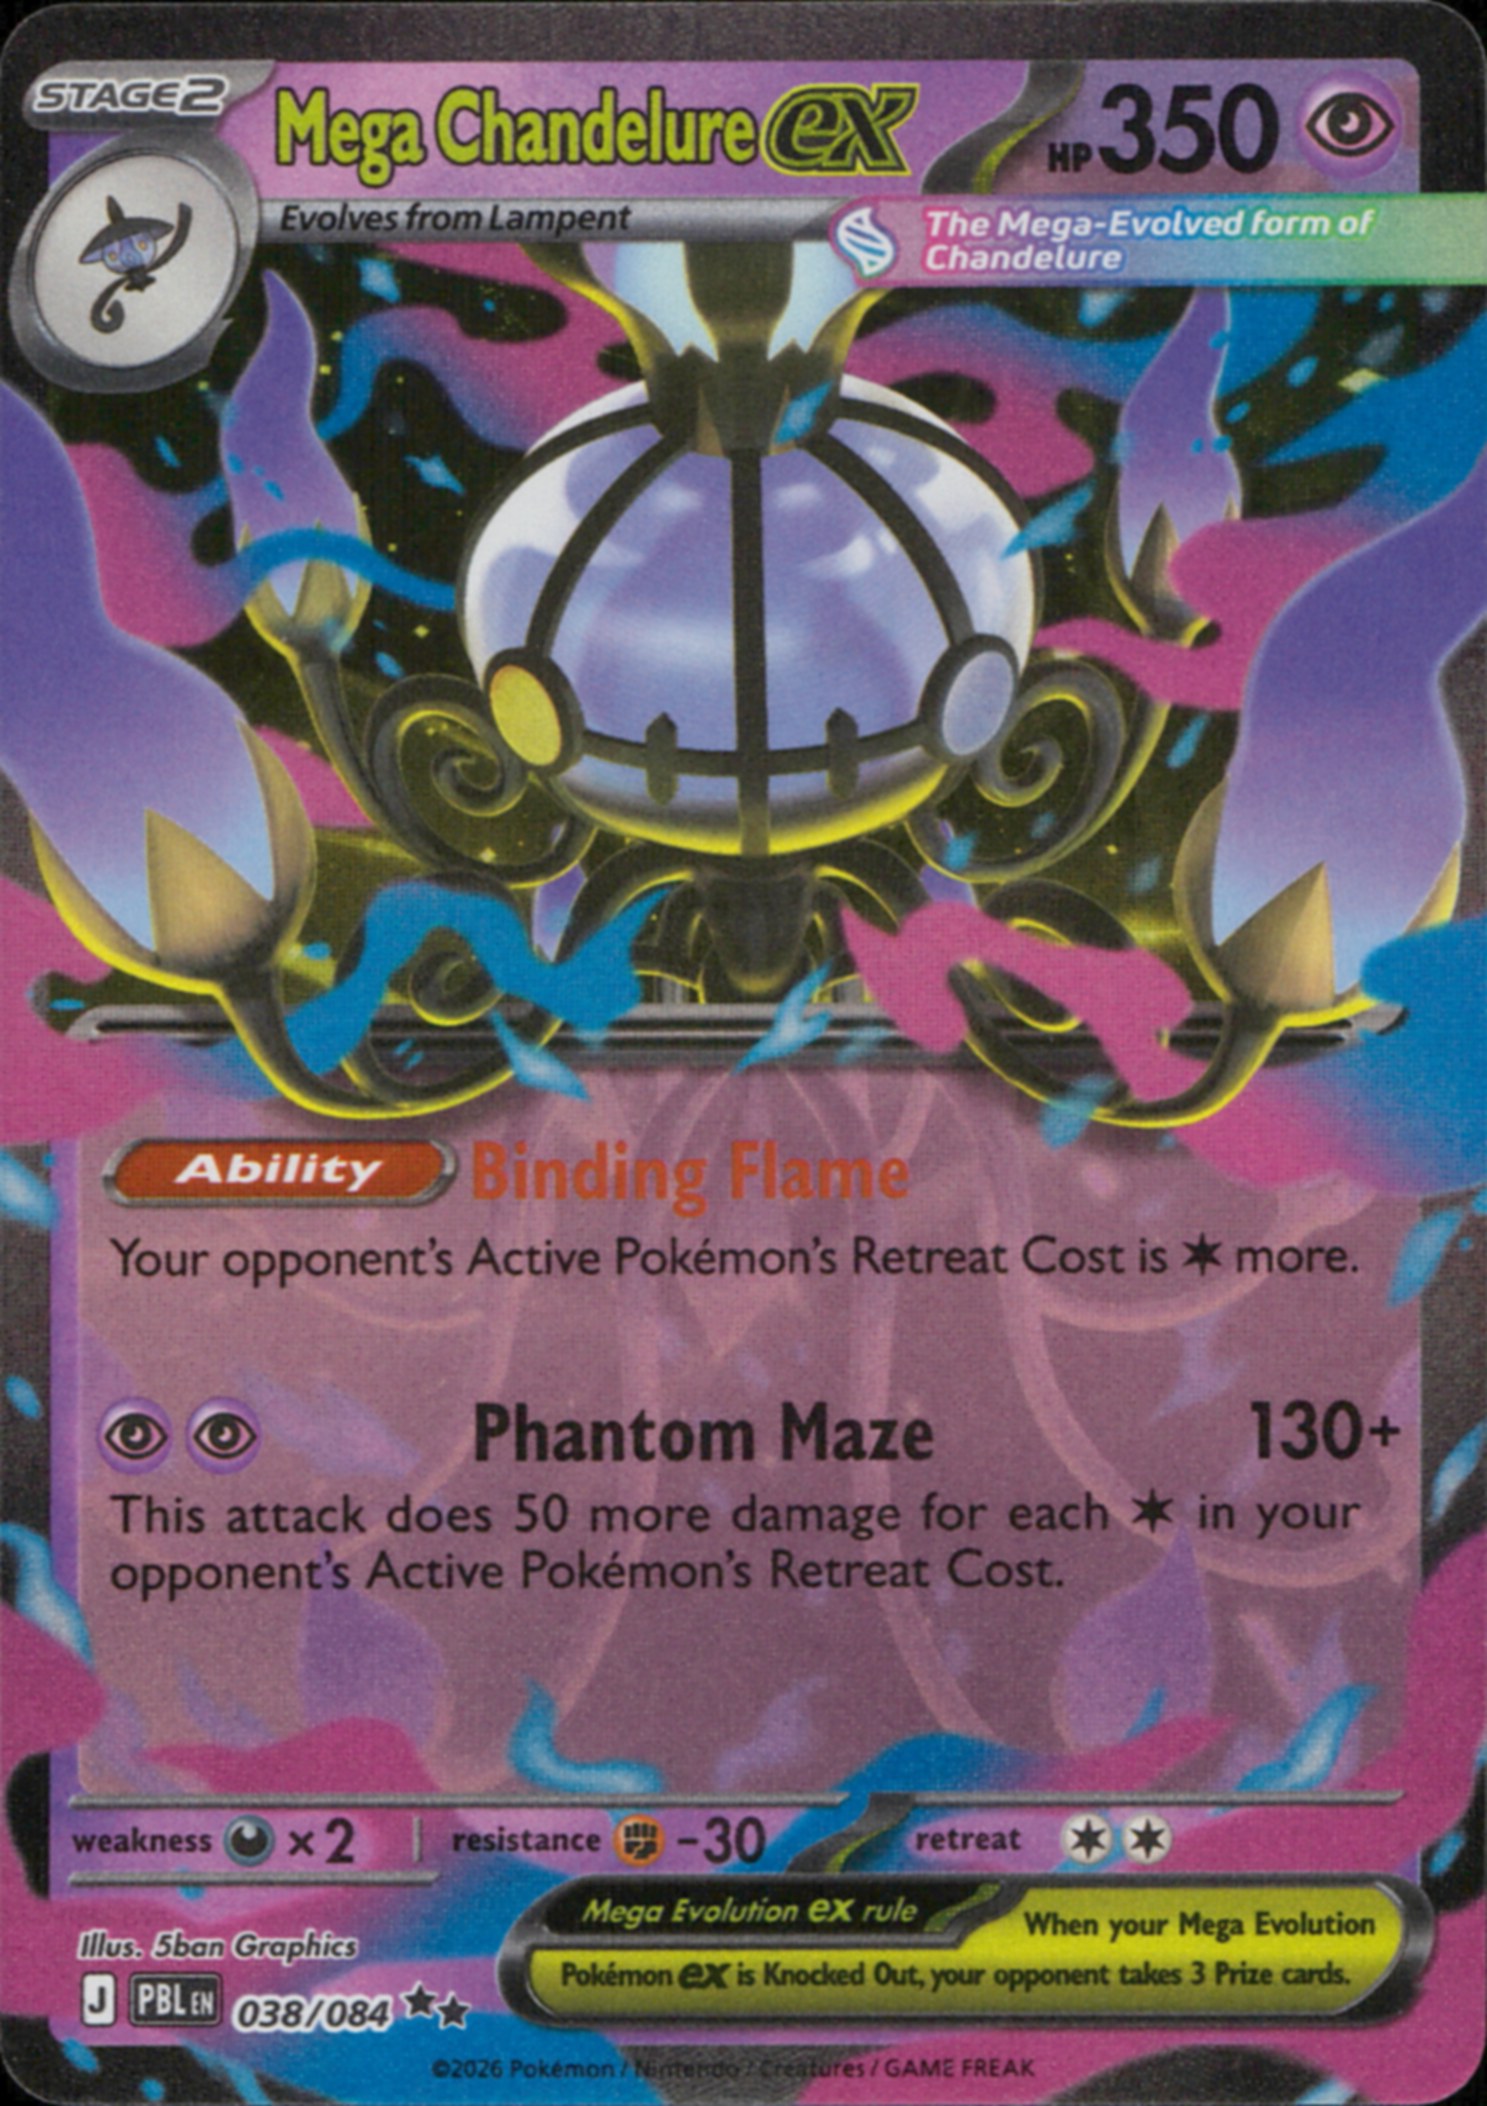 STAGE2
Mega Chandelure ex
HP 350
Evolves from Lampent
The Mega-Evolved form of
Chandelure
Ability Binding Flame
Your opponent's Active Pokémon's Retreat Cost is ✶ more.
Phantom Maze 130+
This attack does 50 more damage for each ✶ in your
opponent's Active Pokémon's Retreat Cost.
weakness ×2 resistance -30 retreat
Mega Evolution ex rule
When your Mega Evolution
Pokémon ex is Knocked Out, your opponent takes 3 Prize cards.
Illus. 5ban Graphics
J PBL EN 038/084 ★★
©2026 Pokémon / Nintendo / Creatures / GAME FREAK